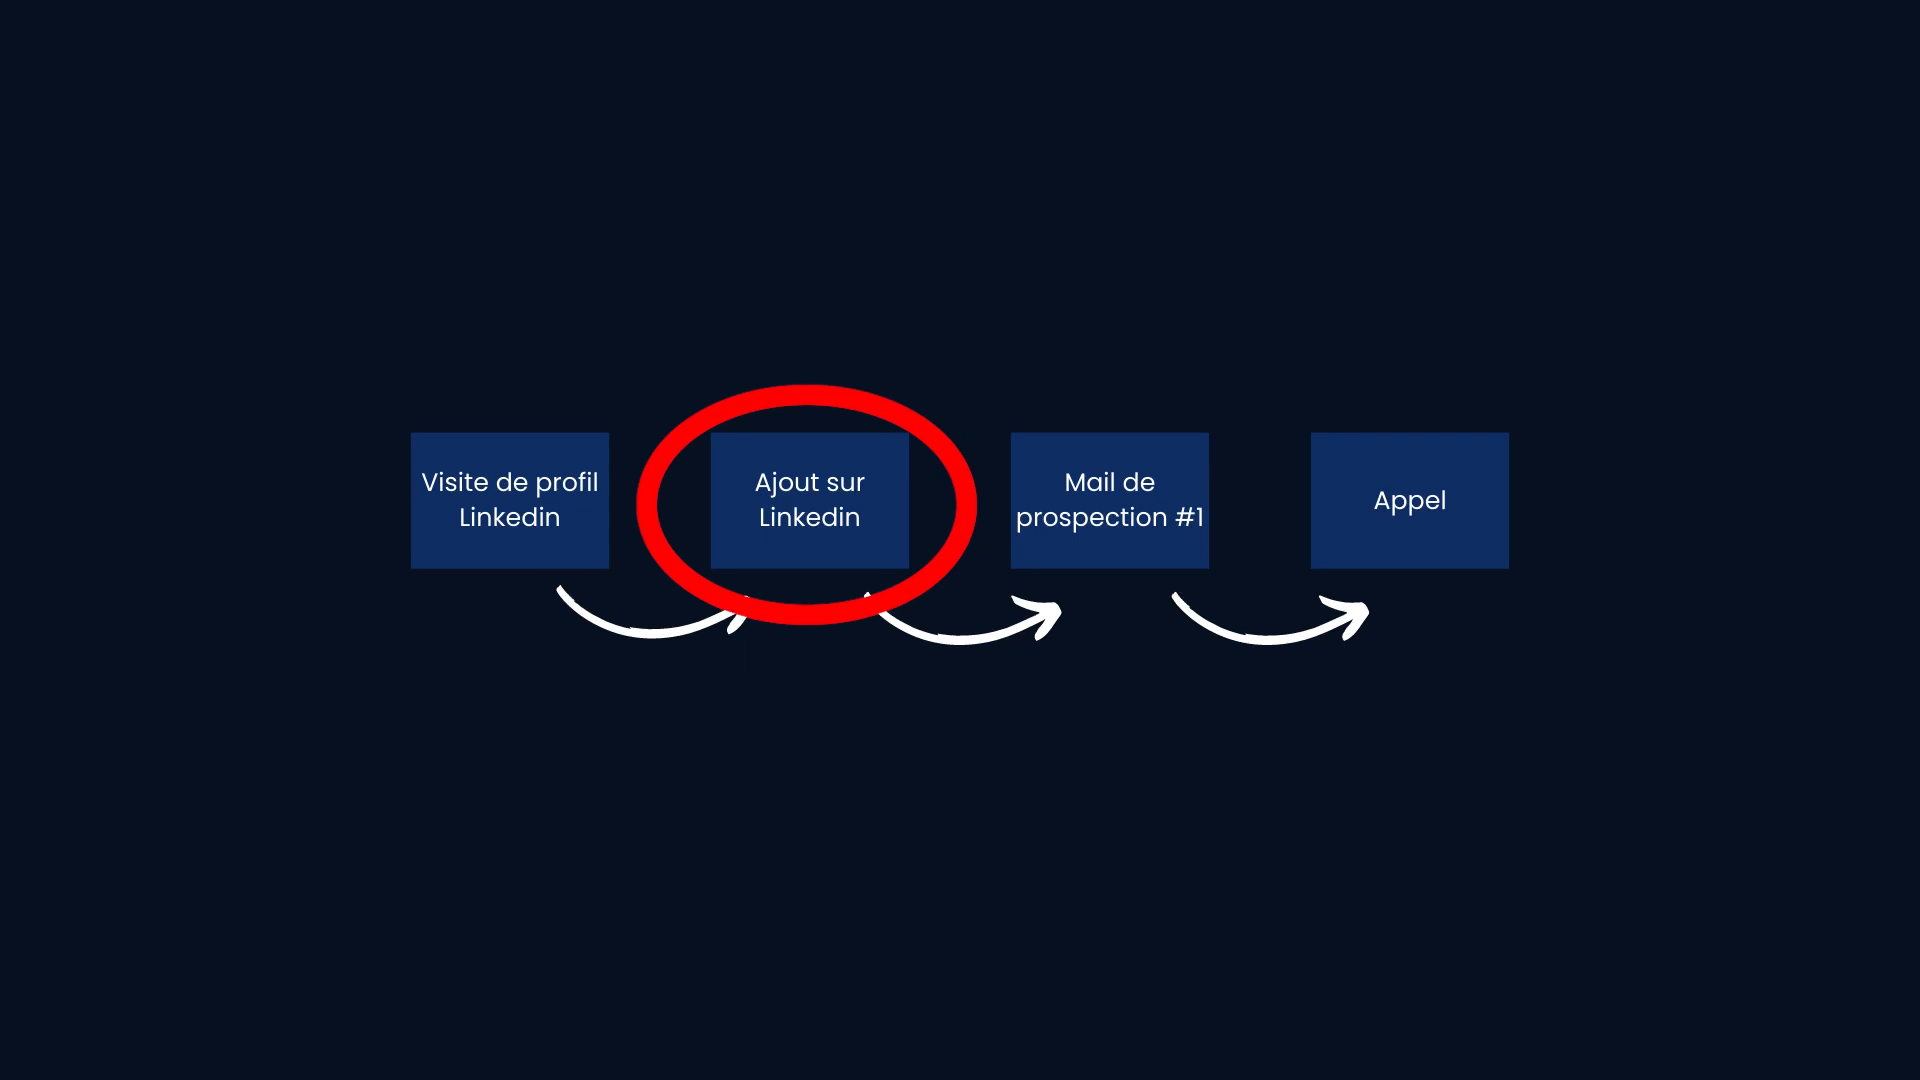 Visite de profil
Linkedin
Ajout sur
Linkedin
Mail de
prospection #1
Appel